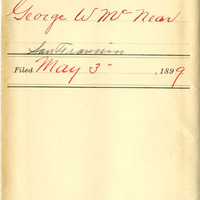 George W McNear
San Francisco
Filed May 3 , 1899